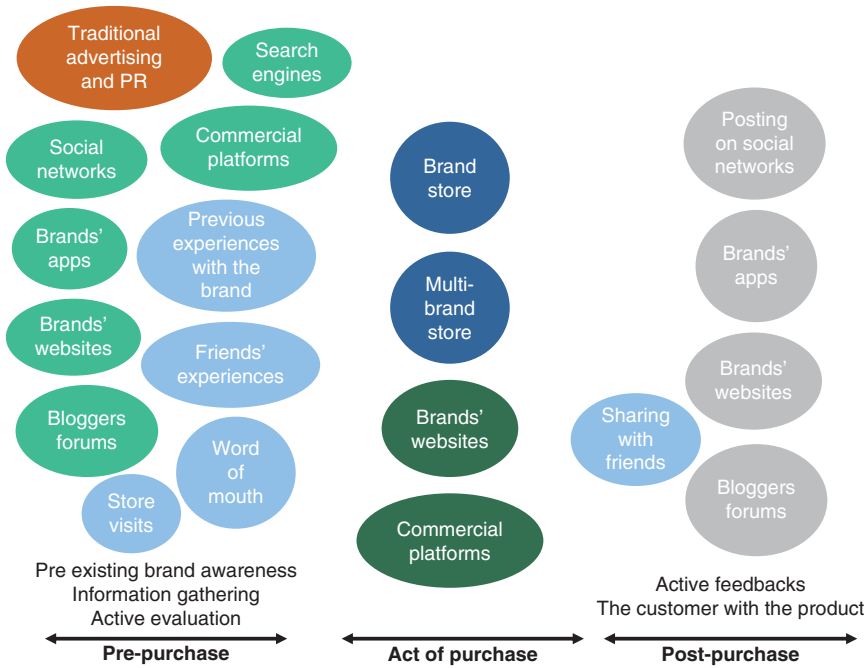 Traditional
advertising
and PR
Search
engines
Social
networks
Commercial
platforms
Brands’
apps
Previous
experiences
with the
brand
Brands’
websites
Friends’
experiences
Bloggers
forums
Word
of
mouth
Store
visits
Pre existing brand awareness
Information gathering
Active evaluation
Pre-purchase
Brand
store
Multi-
brand
store
Brands’
websites
Commercial
platforms
Act of purchase
Posting
on social
networks
Brands’
apps
Brands’
websites
Sharing
with
friends
Bloggers
forums
Active feedbacks
The customer with the product
Post-purchase